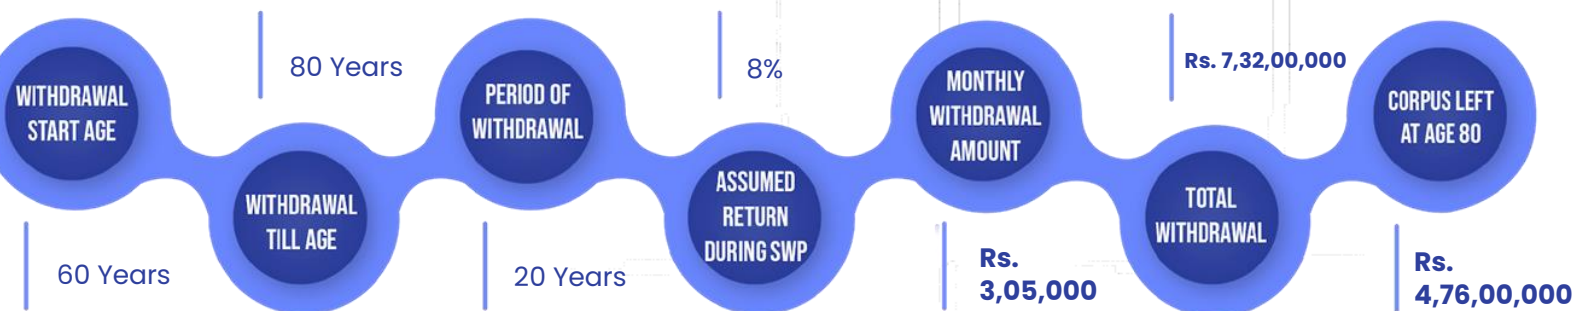 WITHDRAWAL
START AGE
60 Years
80 Years
WITHDRAWAL
TILL AGE
PERIOD OF
WITHDRAWAL
20 Years
8%
ASSUMED
RETURN
DURING SWP
MONTHLY
WITHDRAWAL
AMOUNT
Rs.
3,05,000
Rs. 7,32,00,000
TOTAL
WITHDRAWAL
CORPUS LEFT
AT AGE 80
Rs.
4,76,00,000